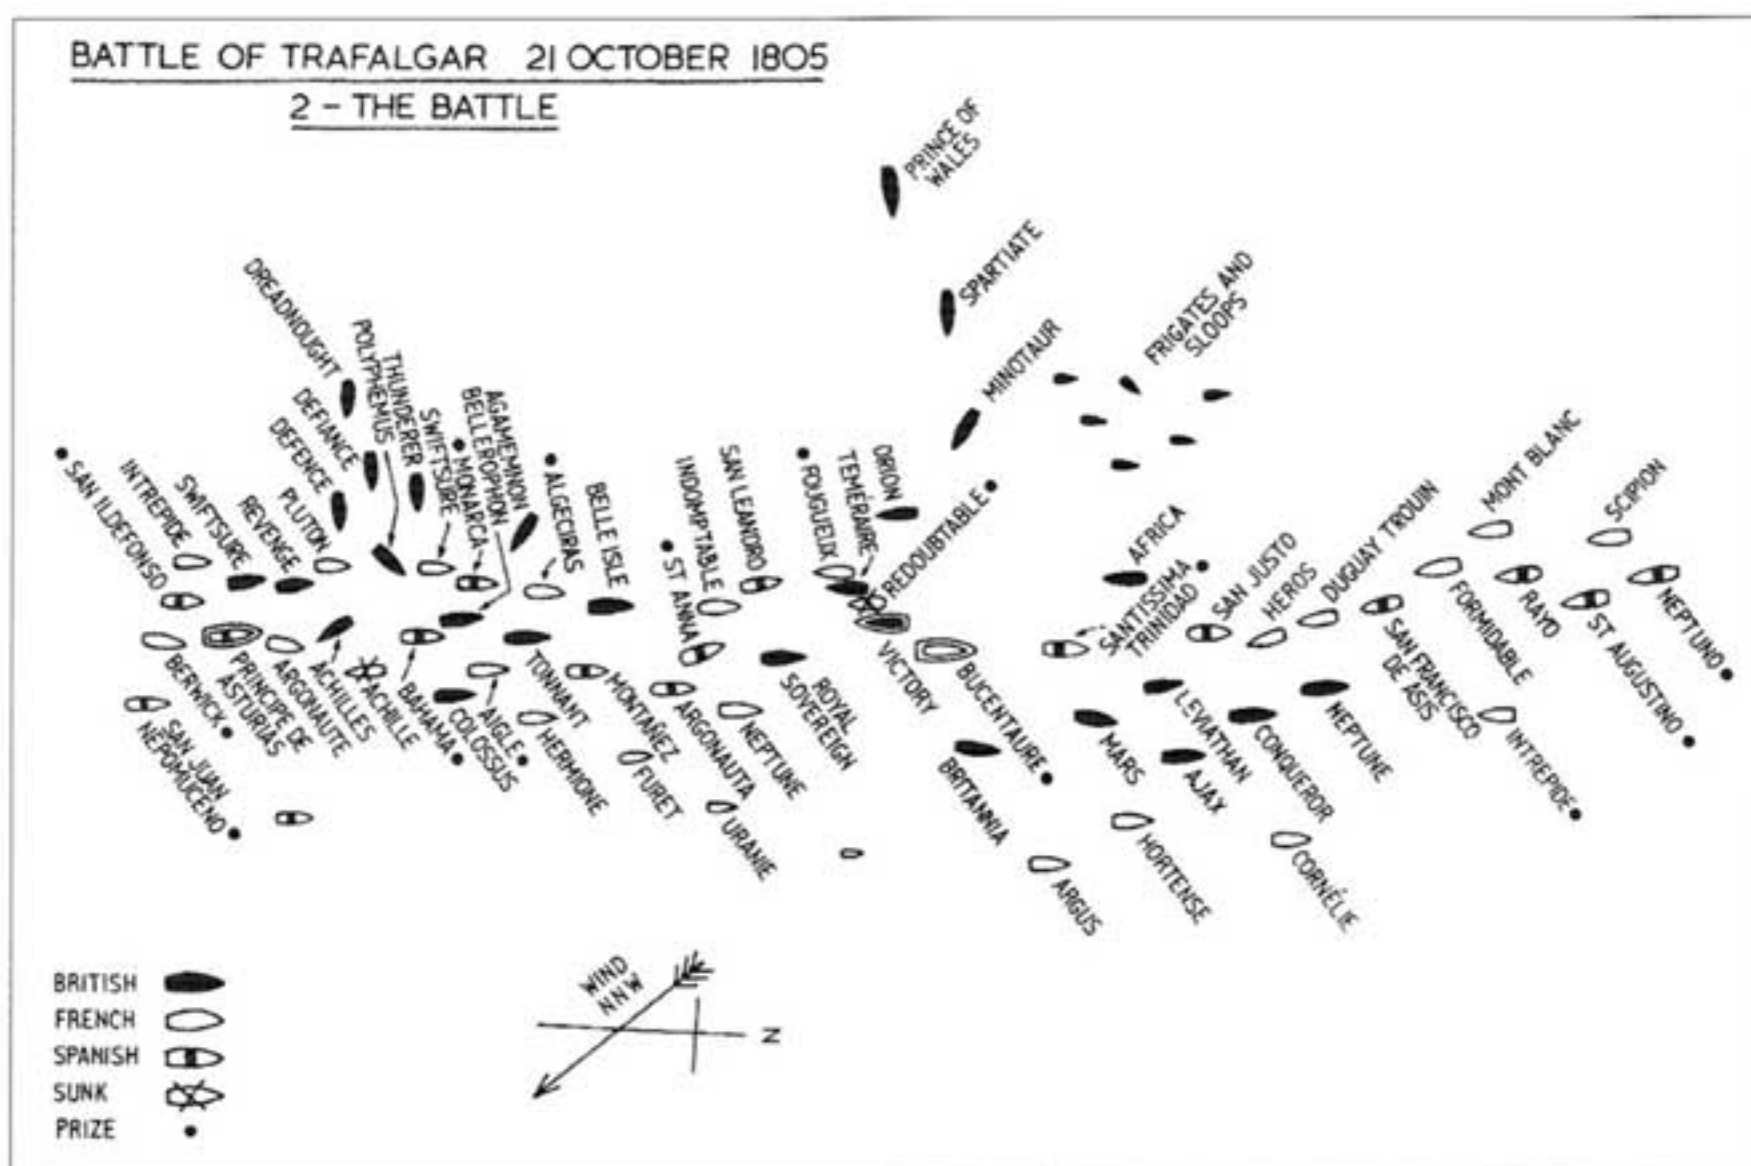 BATTLE OF TRAFALGAR 21 OCTOBER 1805
2 - THE BATTLE
PRINCE OF
WALES
SPARTIATE
MINOTAUR
FRIGATES AND
SLOOPS
DREADNOUGHT
POLYPHEMUS
THUNDERER
SWIFTSURE
MONARCA
BELLEROPHON
AGAMEMNON
DEFIANCE
DEFENCE
SAN ILDEFONSO
INTREPIDE
SWIFTSURE
REVENGE
PLUTON
ALGECIRAS
BELLE ISLE
ST ANNA
INDOMPTABLE
SAN LEANDRO
FOUGUEUX
TEMÉRAIRE
ORION
REDOUBTABLE
AFRICA
SANTISSIMA
TRINIDAD
SAN JUSTO
HEROS
DUGUAY TROUIN
MONT BLANC
SCIPION
BERWICK
PRINCIPE DE
ASTURIAS
ARGONAUTE
ACHILLES
ACHILLE
BAHAMA
COLOSSUS
AIGLE
TONNANT
HERMIONE
MONTAÑEZ
FURET
ARGONAUTA
URANIE
NEPTUNE
ROYAL
SOVEREIGN
VICTORY
BUCENTAURE
BRITANNIA
ARGUS
MARS
LEVIATHAN
AJAX
HORTENSE
CONQUEROR
CORNÉLIE
NEPTUNE
SAN FRANCISCO
DE ASIS
FORMIDABLE
INTREPIDE
RAYO
ST AUGUSTINO
NEPTUNO
SAN JUAN
NEPOMUCENO
WIND
NNW
N
BRITISH
FRENCH
SPANISH
SUNK
PRIZE